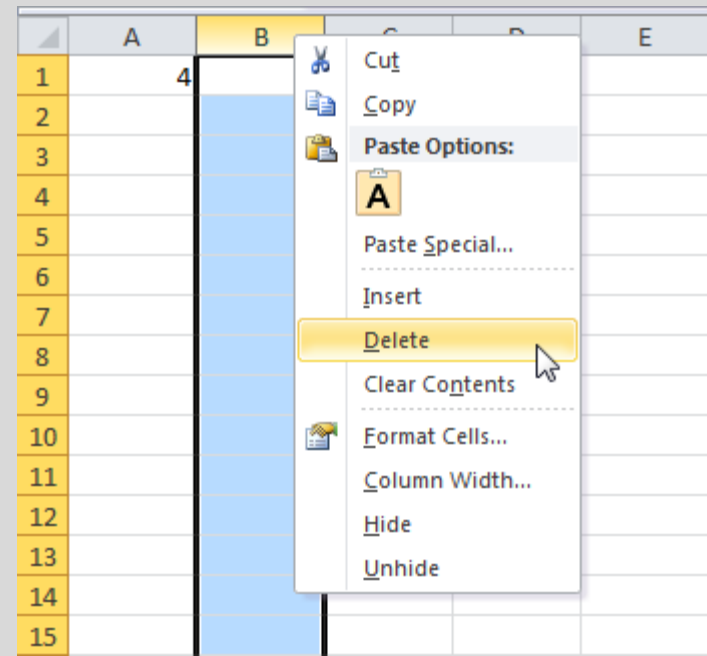 A B E
1 4
2
3
4
5
6
7
8
9
10
11
12
13
14
15
Cut
Copy
Paste Options:
A
Paste Special...
Insert
Delete
Clear Contents
Format Cells...
Column Width...
Hide
Unhide